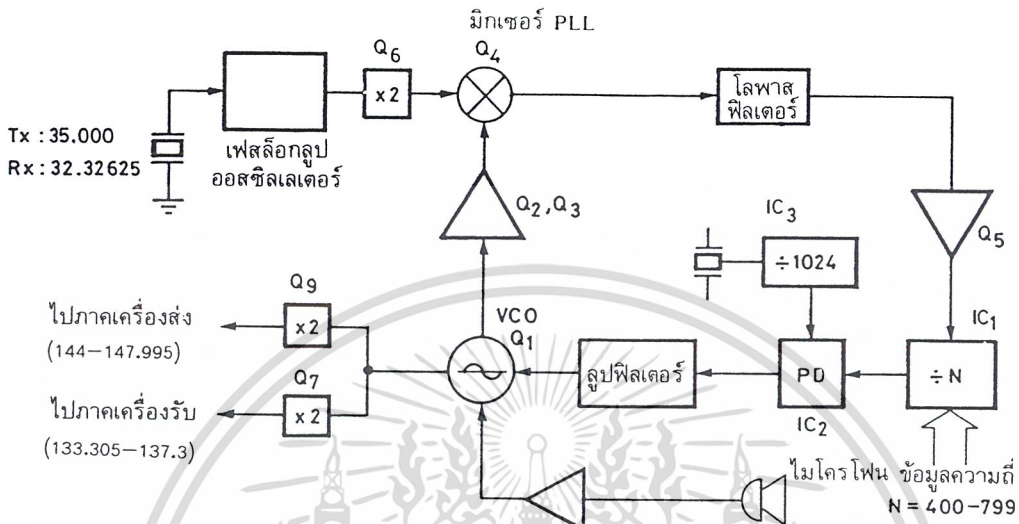 มิกเซอร์ PLL
Q6
Q4
x2
โลพาส
ฟิลเตอร์
Tx : 35.000
Rx : 32.32625
เฟสล็อกลูป
ออสซิลเลเตอร์
Q2,Q3
Q5
IC3
÷1024
Q9
VCO
Q1
IC1
ไปภาคเครื่องส่ง
(144–147.995)
x2
ลูปฟิลเตอร์
PD
÷N
Q7
IC2
ไปภาคเครื่องรับ
(133.305–137.3)
x2
ไมโครโฟน
ข้อมูลความถี่
N = 400-799